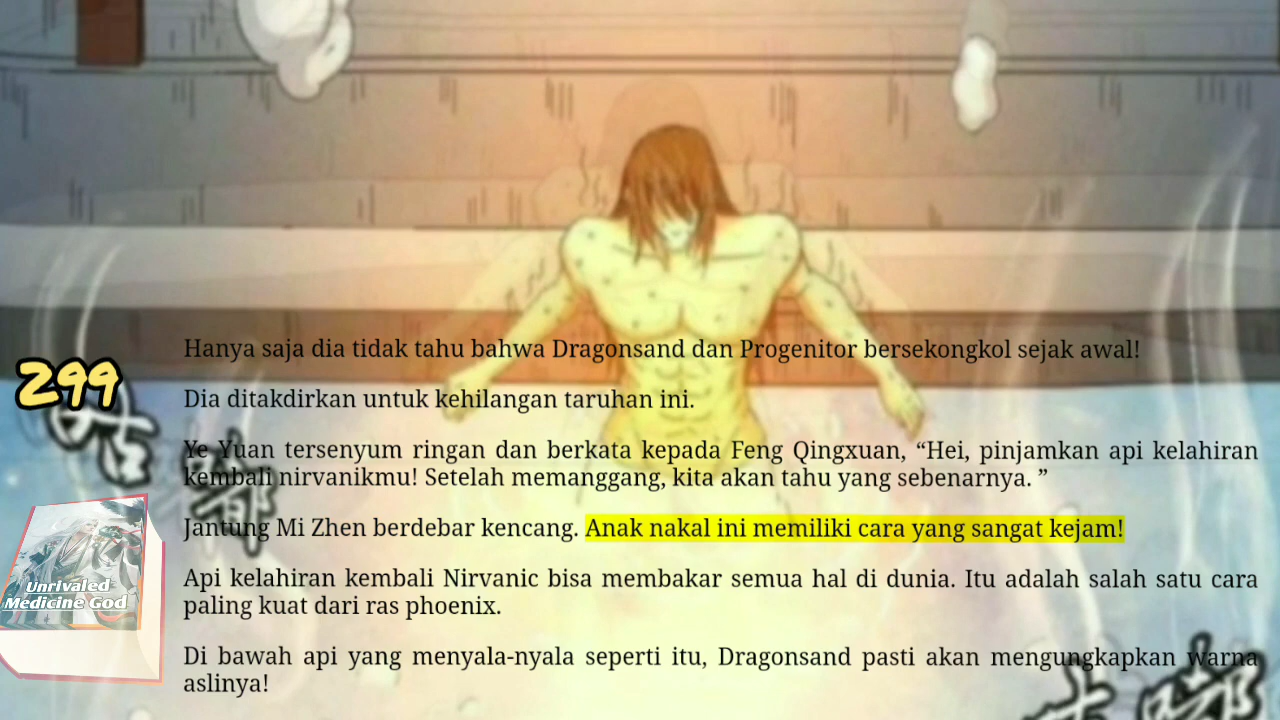 Hanya saja dia tidak tahu bahwa Dragonsand dan Progenitor bersekongkol sejak awal!
Dia ditakdirkan untuk kehilangan taruhan ini.
299
Ye Yuan tersenyum ringan dan berkata kepada Feng Qingxuan, “Hei, pinjamkan api kelahiran
kembali nirvanikmu! Setelah memanggang, kita akan tahu yang sebenarnya. ”
Jantung Mi Zhen berdebar kencang. Anak nakal ini memiliki cara yang sangat kejam!
Api kelahiran kembali Nirvanic bisa membakar semua hal di dunia. Itu adalah salah satu cara
paling kuat dari ras phoenix.
Di bawah api yang menyala-nyala seperti itu, Dragonsand pasti akan mengungkapkan warna
aslinya!
Unrivaled
Medicine God